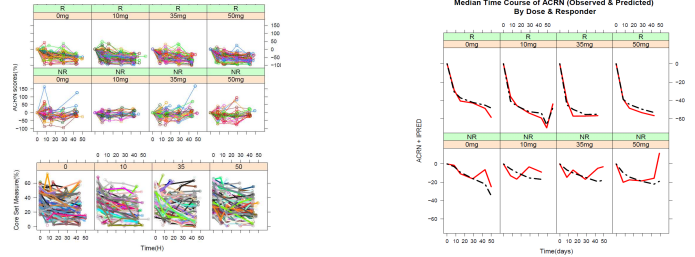 Median Time Course of ACRN (Observed & Predicted)
By Dose & Responder
R R R R
0mg 10mg 35mg 50mg
150
100
50
0
-50
NR NR NR NR
0mg 10mg 35mg 50mg
150
100
50
0
-50
-100
ACRN scores(%)
0 10 20 30 40 50 0 10 20 30 40 50
Time(H)
0 10 35 50
60
40
20
0
Core Set Measure(%)
0 10 20 30 40 50 0 10 20 30 40 50 0 10 20 30 40 50 0 10 20 30 40 50
Time(H)
R R R R
0mg 10mg 35mg 50mg
0
-20
-40
-60
NR NR NR NR
0mg 10mg 35mg 50mg
0
-20
-40
-60
ACRN + IPRED
0 10 20 30 40 50 0 10 20 30 40 50
Time(days)